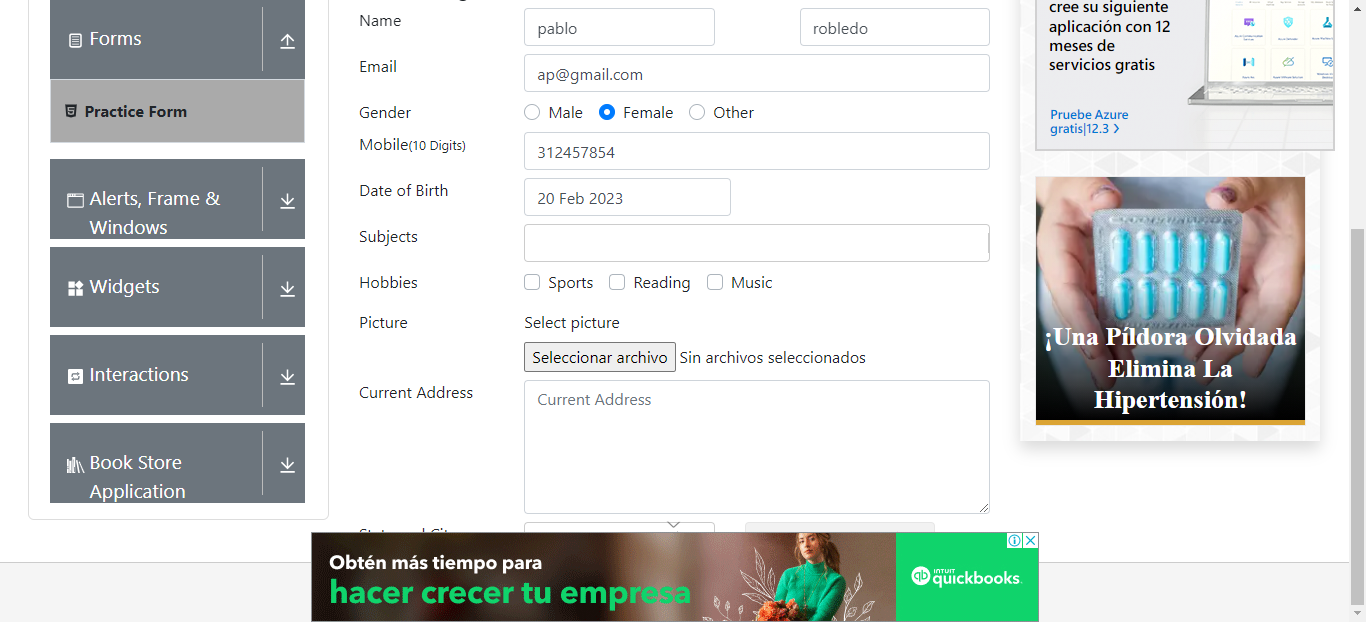 Forms
Practice Form
Alerts, Frame &
Windows
Widgets
Interactions
Book Store
Application
Name
pablo
robledo
Email
ap@gmail.com
Gender
Male
Female
Other
Mobile(10 Digits)
312457854
Date of Birth
20 Feb 2023
Subjects
Hobbies
Sports
Reading
Music
Picture
Select picture
Seleccionar archivo
Sin archivos seleccionados
Current Address
Current Address
cree su siguiente
aplicación con 12
meses de
servicios gratis
Pruebe Azure
gratis|12.3 >
¡Una Píldora Olvidada
Elimina La
Hipertensión!
Obtén más tiempo para
hacer crecer tu empresa
qb INTUIT
quickbooks.